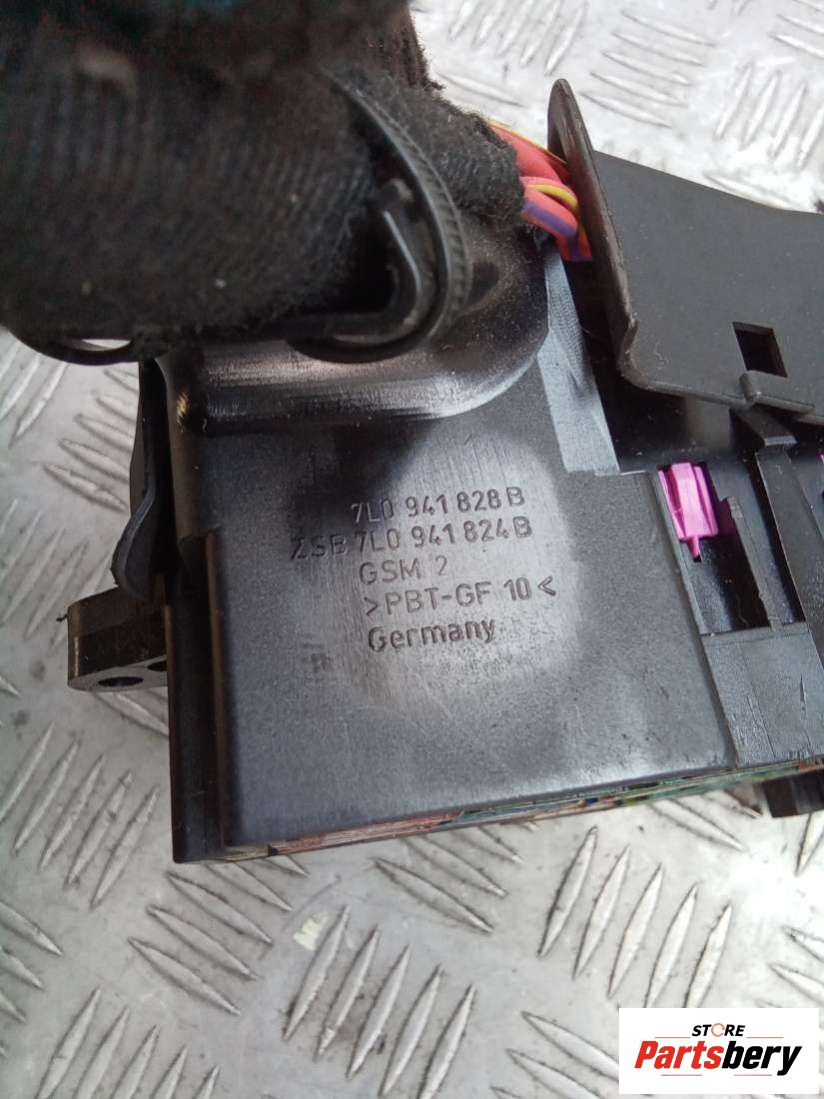 7L0 941 828 B
ZSB 7L0 941 824 B
GSM 2
>PBT-GF 10<
Germany
STORE
Partsbery